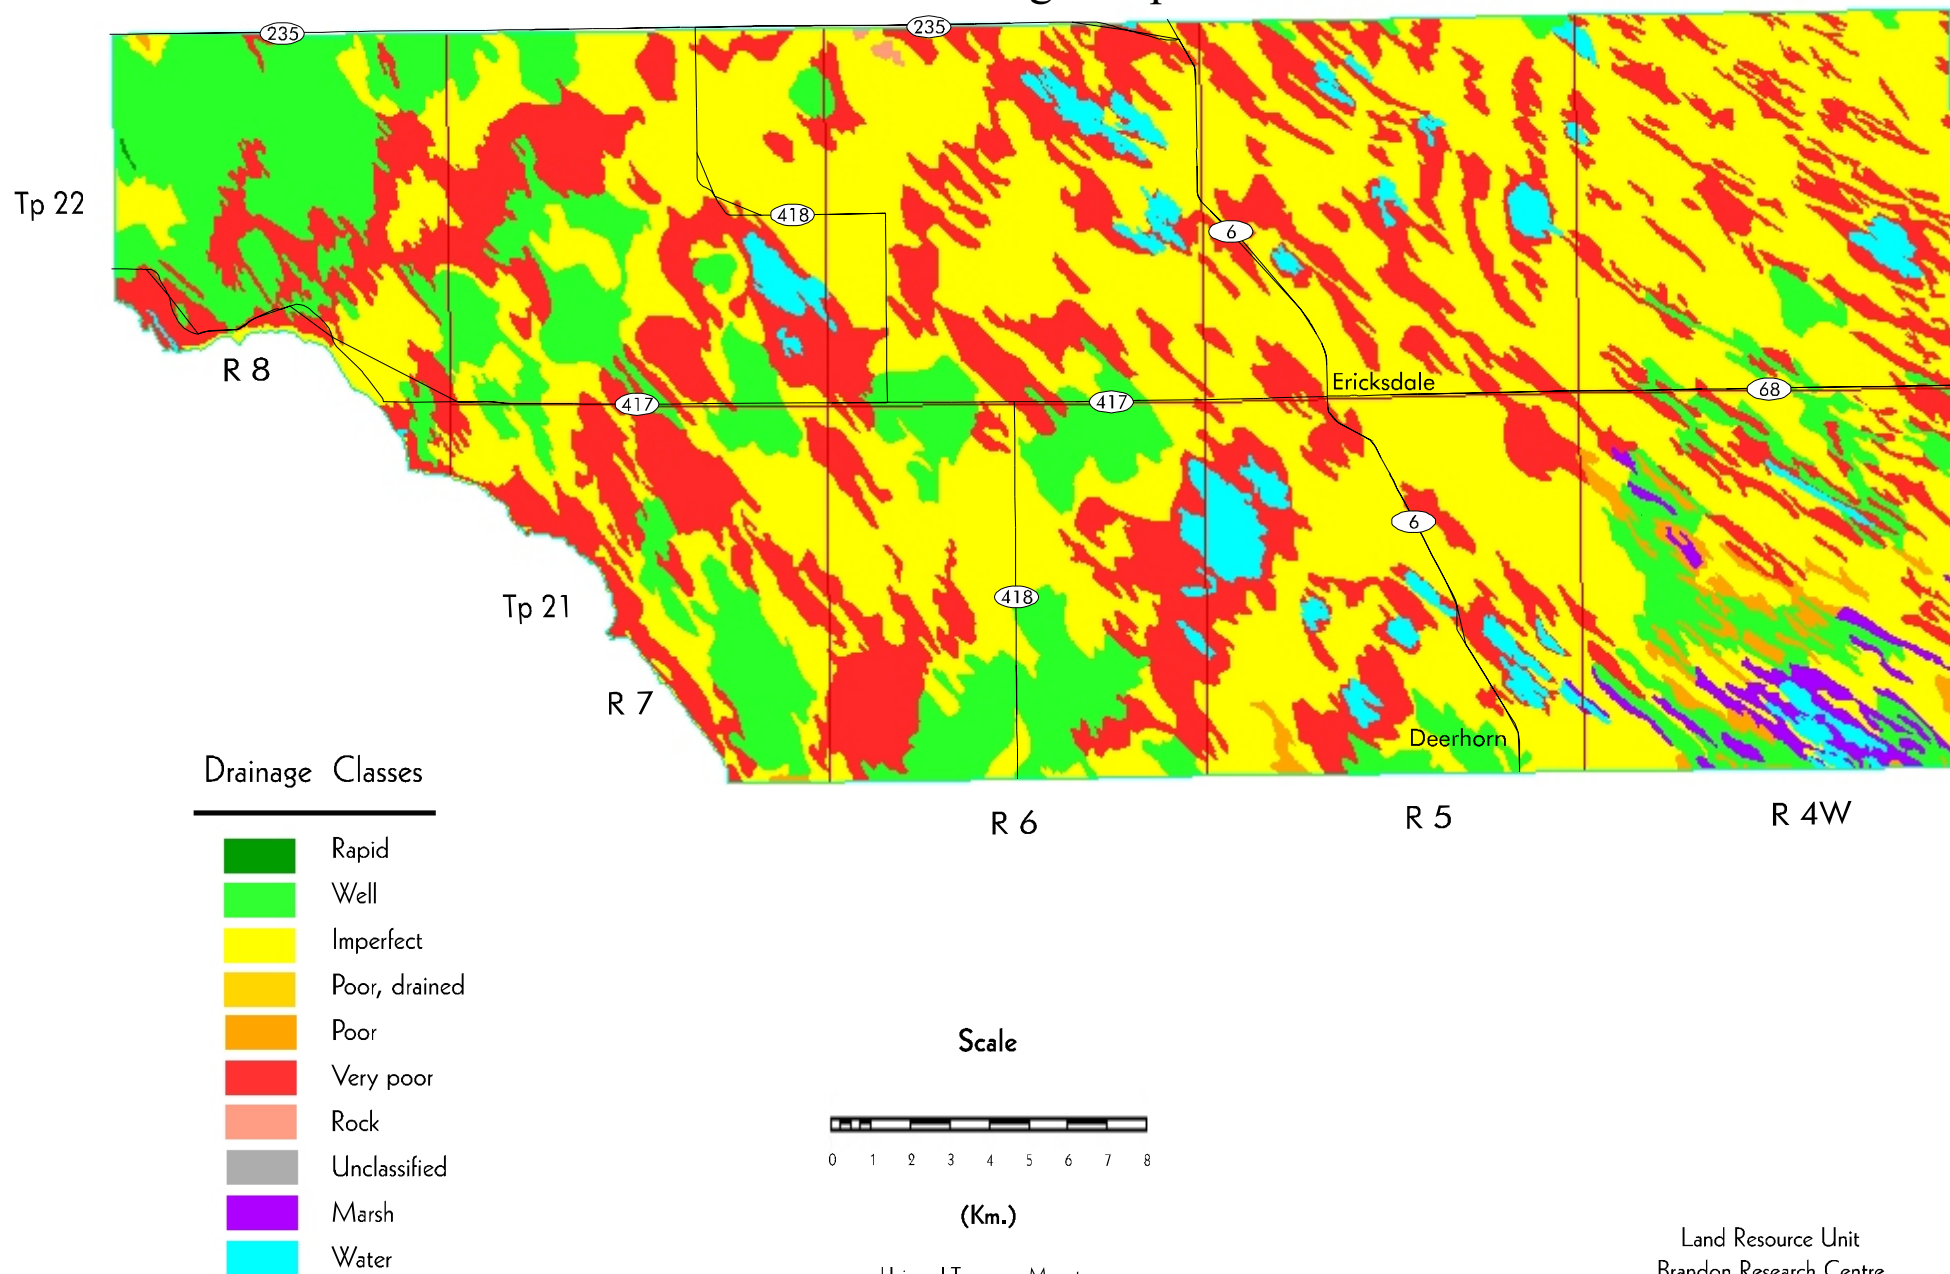 235
235
Tp 22
418
6
R 8
Ericksdale
417
417
68
6
Tp 21
418
R 7
Deerhorn
R 6
R 5
R 4W
Drainage Classes
Rapid
Well
Imperfect
Poor, drained
Poor
Very poor
Rock
Unclassified
Marsh
Water
Scale
0 1 2 3 4 5 6 7 8
(Km.)
Land Resource Unit
Brandon Research Centre